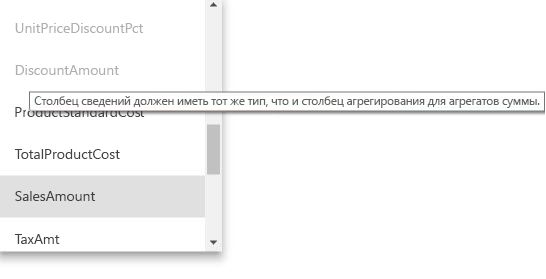 UnitPriceDiscountPct
DiscountAmount
Столбец сведений должен иметь тот же тип, что и столбец агрегирования для агрегатов суммы.
ProductStandardCost
TotalProductCost
SalesAmount
TaxAmt